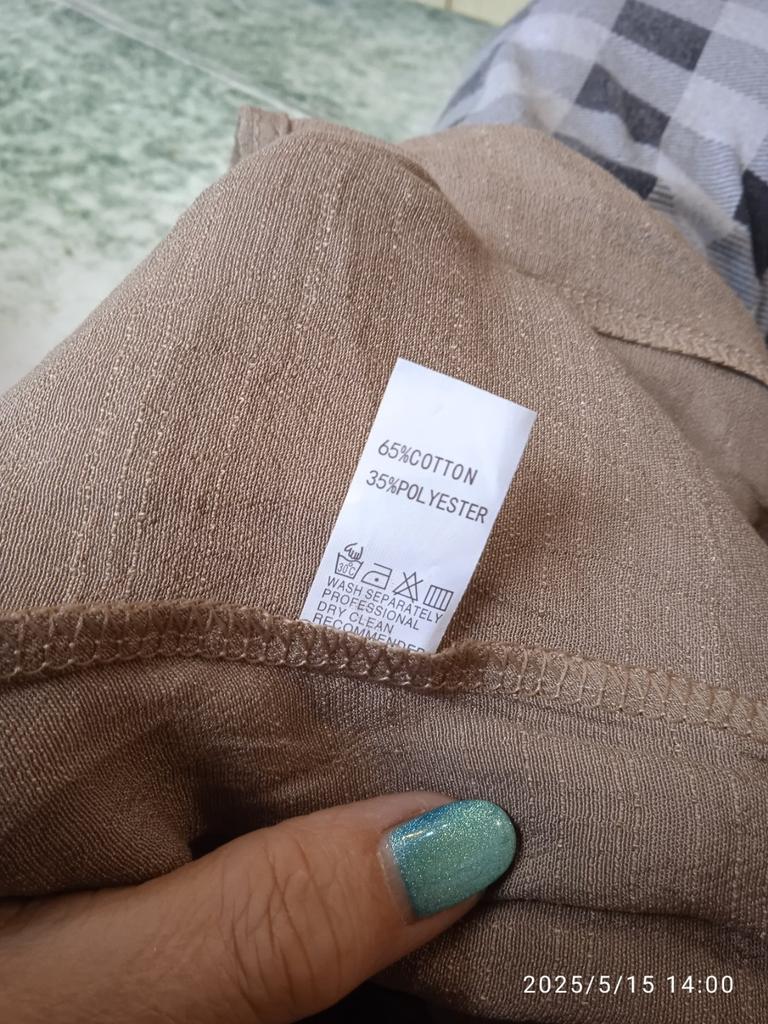 65%COTTON
35%POLYESTER
30°C
WASH SEPARATELY
PROFESSIONAL
DRY CLEAN
RECOMMENDED
2025/5/15 14:00